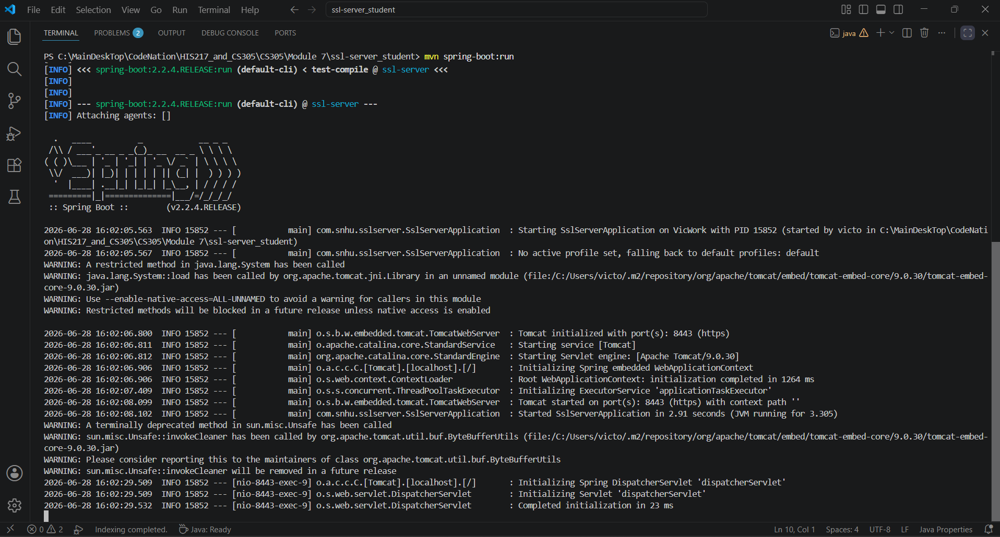 File Edit Selection View Go Run Terminal Help ssl-server_student
TERMINAL PROBLEMS 2 OUTPUT DEBUG CONSOLE PORTS java
PS C:\MainDeskTop\CodeNation\HIS217_and_CS305\CS305\Module 7\ssl-server_student> mvn spring-boot:run
[INFO] <<< spring-boot:2.2.4.RELEASE:run (default-cli) < test-compile @ ssl-server <<<
[INFO]
[INFO]
[INFO] --- spring-boot:2.2.4.RELEASE:run (default-cli) @ ssl-server ---
[INFO] Attaching agents: []
  .   ____          _            __ _ _
 /\\ / ___'_ __ _ _(_)_ __  __ _ \ \ \ \
( ( )\___ | '_ | '_| | '_ \/ _` | \ \ \ \
 \\/  ___)| |_)| | | | | || (_| |  ) ) ) )
  '  |____| .__|_| |_|_| |_\__, | / / / /
 =========|_|==============|___/=/_/_/_/
 :: Spring Boot ::        (v2.2.4.RELEASE)
2026-06-28 16:02:05.563  INFO 15852 --- [           main] com.snhu.sslserver.SslServerApplication  : Starting SslServerApplication on VicWork with PID 15852 (started by victo in C:\MainDeskTop\CodeNati
on\HIS217_and_CS305\CS305\Module 7\ssl-server_student)
2026-06-28 16:02:05.567  INFO 15852 --- [           main] com.snhu.sslserver.SslServerApplication  : No active profile set, falling back to default profiles: default
WARNING: A restricted method in java.lang.System has been called
WARNING: java.lang.System::load has been called by org.apache.tomcat.jni.Library in an unnamed module (file:/C:/Users/victo/.m2/repository/org/apache/tomcat/embed/tomcat-embed-core/9.0.30/tomcat-embed-
core-9.0.30.jar)
WARNING: Use --enable-native-access=ALL-UNNAMED to avoid a warning for callers in this module
WARNING: Restricted methods will be blocked in a future release unless native access is enabled
2026-06-28 16:02:06.800  INFO 15852 --- [           main] o.s.b.w.embedded.tomcat.TomcatWebServer  : Tomcat initialized with port(s): 8443 (https)
2026-06-28 16:02:06.811  INFO 15852 --- [           main] o.apache.catalina.core.StandardService   : Starting service [Tomcat]
2026-06-28 16:02:06.812  INFO 15852 --- [           main] org.apache.catalina.core.StandardEngine  : Starting Servlet engine: [Apache Tomcat/9.0.30]
2026-06-28 16:02:06.906  INFO 15852 --- [           main] o.a.c.c.C.[Tomcat].[localhost].[/]       : Initializing Spring embedded WebApplicationContext
2026-06-28 16:02:06.906  INFO 15852 --- [           main] o.s.web.context.ContextLoader            : Root WebApplicationContext: initialization completed in 1264 ms
2026-06-28 16:02:07.409  INFO 15852 --- [           main] o.s.s.concurrent.ThreadPoolTaskExecutor  : Initializing ExecutorService 'applicationTaskExecutor'
2026-06-28 16:02:08.099  INFO 15852 --- [           main] o.s.b.w.embedded.tomcat.TomcatWebServer  : Tomcat started on port(s): 8443 (https) with context path ''
2026-06-28 16:02:08.102  INFO 15852 --- [           main] com.snhu.sslserver.SslServerApplication  : Started SslServerApplication in 2.91 seconds (JVM running for 3.305)
WARNING: A terminally deprecated method in sun.misc.Unsafe has been called
WARNING: sun.misc.Unsafe::invokeCleaner has been called by org.apache.tomcat.util.buf.ByteBufferUtils (file:/C:/Users/victo/.m2/repository/org/apache/tomcat/embed/tomcat-embed-core/9.0.30/tomcat-embed-
core-9.0.30.jar)
WARNING: Please consider reporting this to the maintainers of class org.apache.tomcat.util.buf.ByteBufferUtils
WARNING: sun.misc.Unsafe::invokeCleaner will be removed in a future release
2026-06-28 16:02:29.509  INFO 15852 --- [nio-8443-exec-9] o.a.c.c.C.[Tomcat].[localhost].[/]       : Initializing Spring DispatcherServlet 'dispatcherServlet'
2026-06-28 16:02:29.509  INFO 15852 --- [nio-8443-exec-9] o.s.web.servlet.DispatcherServlet        : Initializing Servlet 'dispatcherServlet'
2026-06-28 16:02:29.532  INFO 15852 --- [nio-8443-exec-9] o.s.web.servlet.DispatcherServlet        : Completed initialization in 23 ms
0 2 Indexing completed. Java: Ready Ln 10, Col 1 Spaces: 4 UTF-8 LF Java Properties